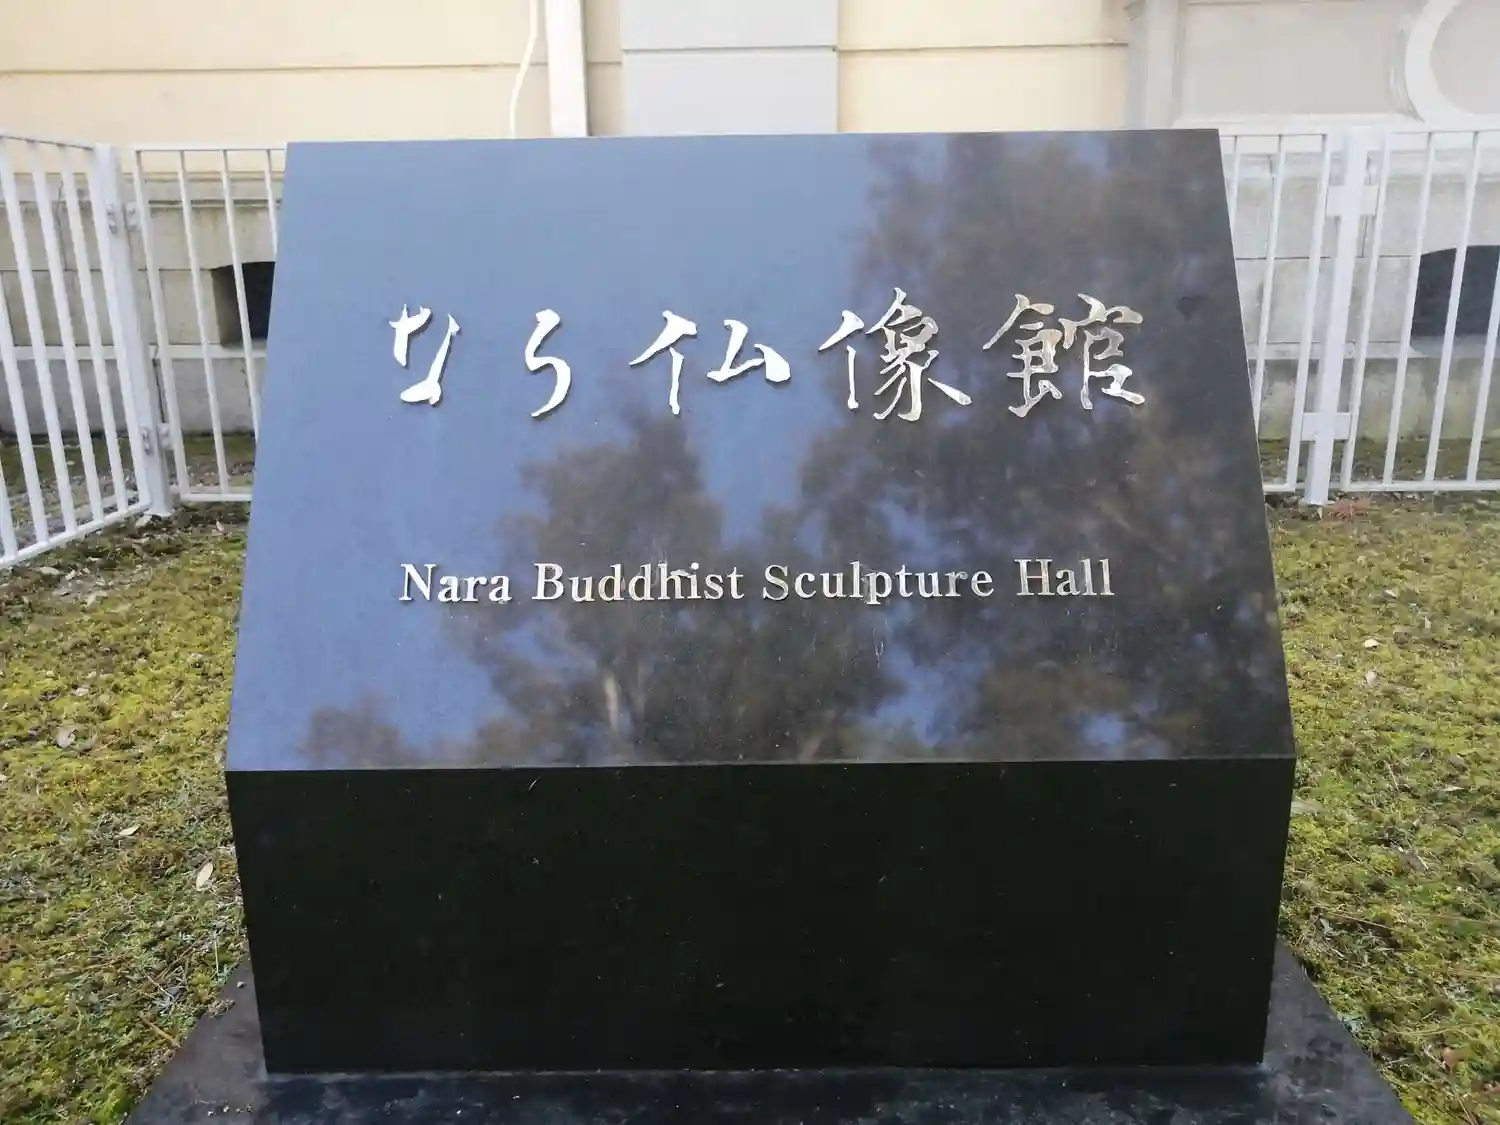 なら仏像館
Nara Buddhist Sculpture Hall